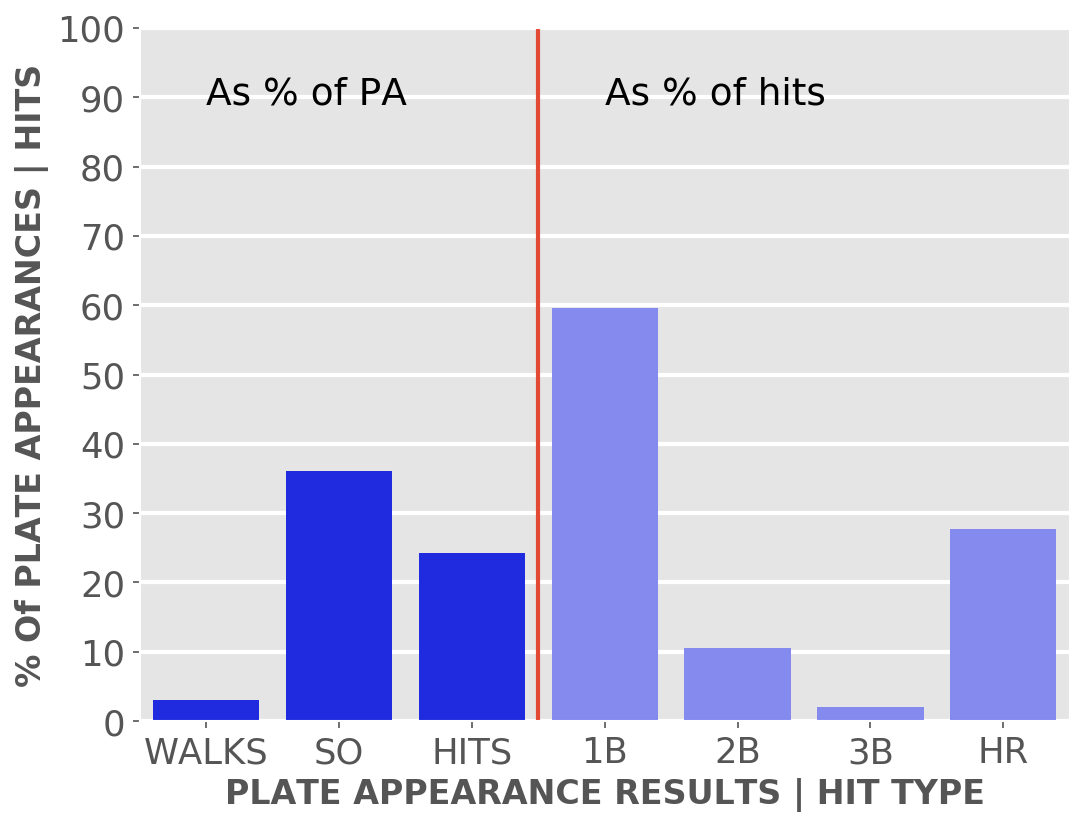 % Of PLATE APPEARANCES | HITS
100
90
80
70
60
50
40
30
20
10
0
As % of PA
As % of hits
WALKS SO HITS 1B 2B 3B HR
PLATE APPEARANCE RESULTS | HIT TYPE